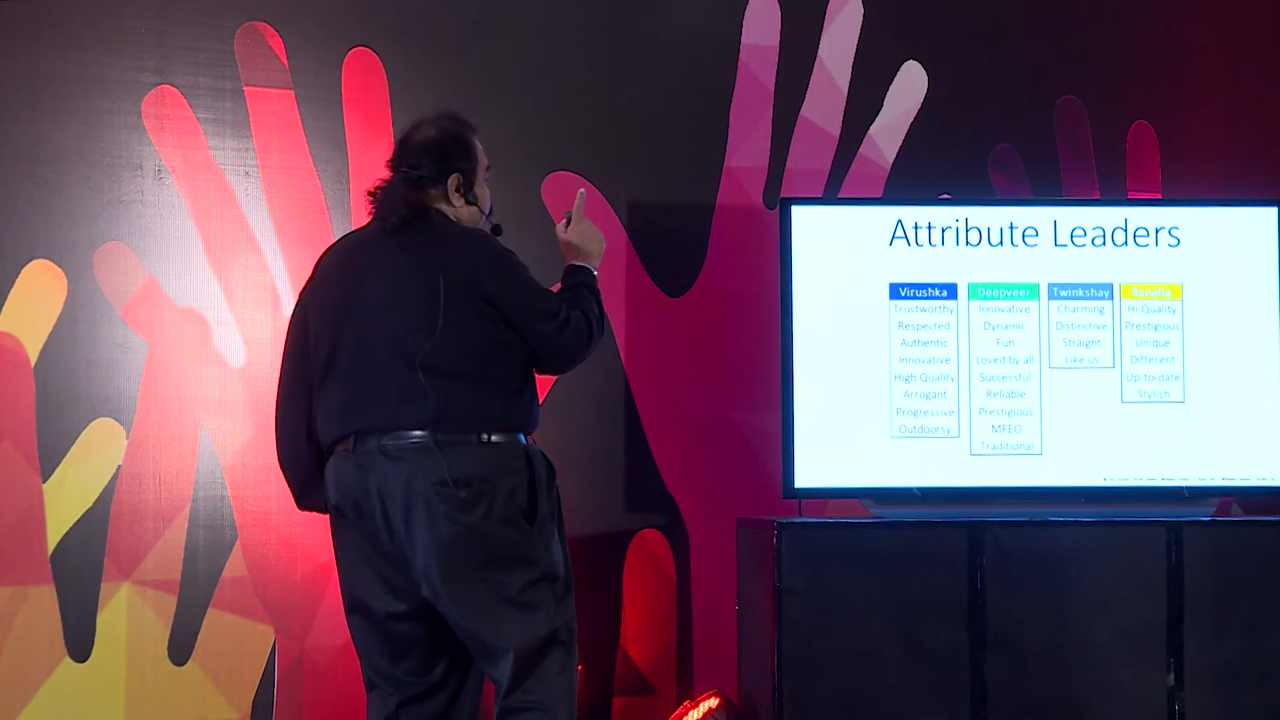 Attribute Leaders
Virushka
Trustworthy
Respected
Authentic
Innovative
High Quality
Arrogant
Progressive
Outdoorsy
Deepveer
Innovative
Dynamic
Fun
Loved by all
Successful
Reliable
Prestigious
MFEO
Traditional
Twinkshay
Charming
Distinctive
Straight
Like us
Ranalia
Hi Quality
Prestigious
Unique
Different
Up-to-date
Stylish